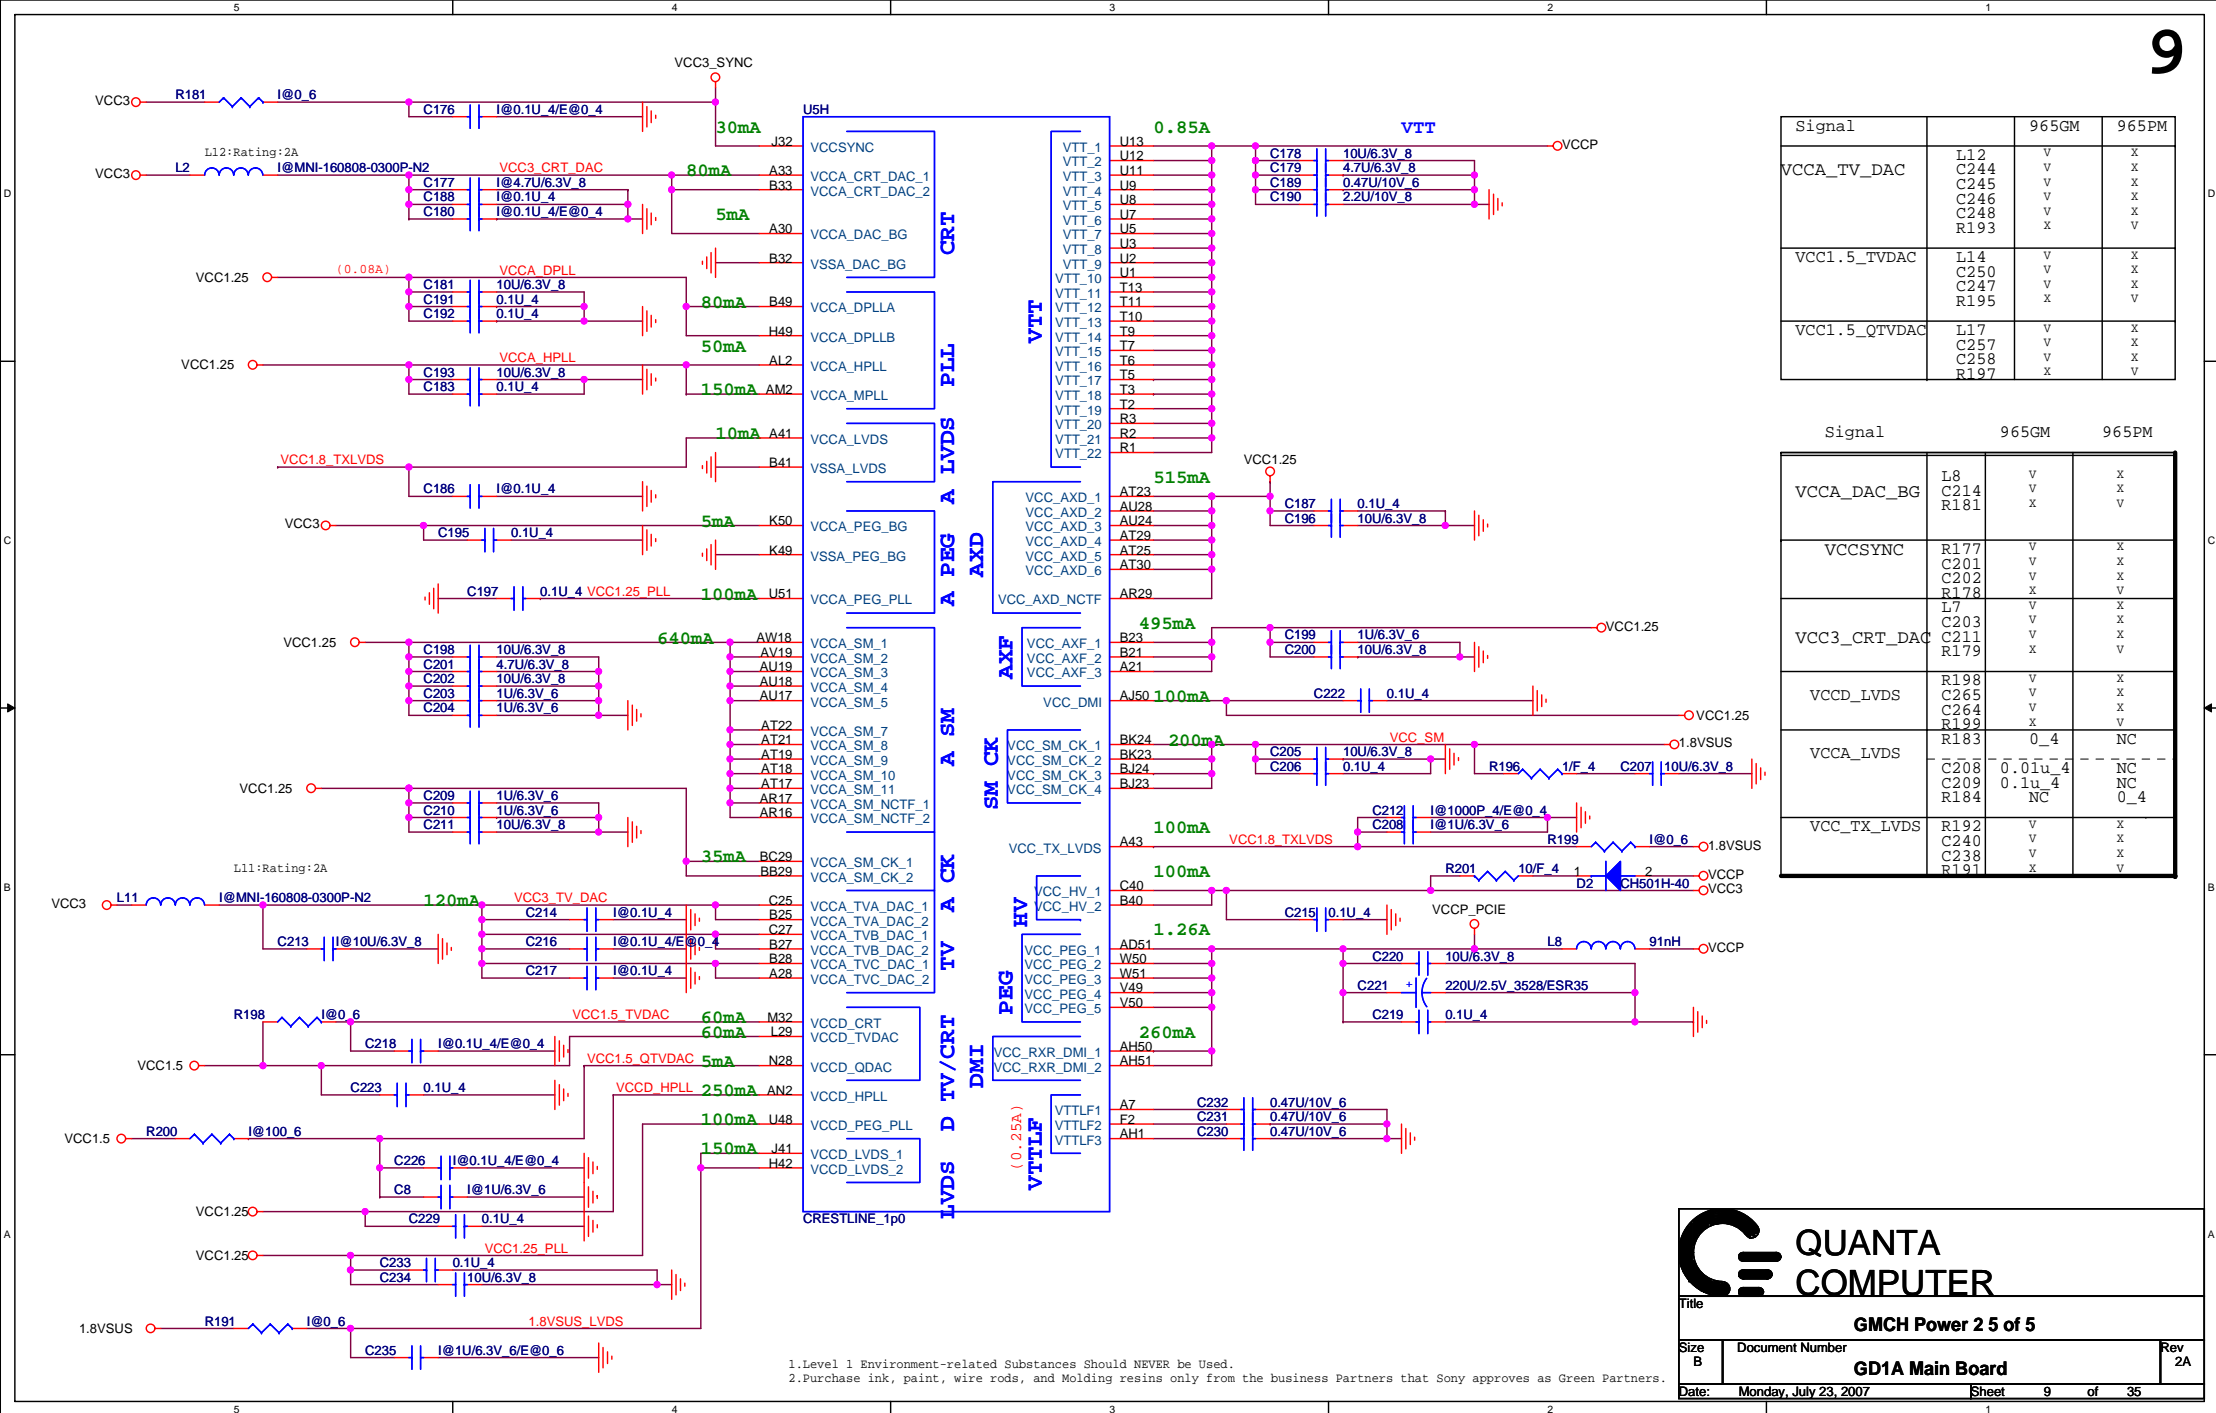 5
4
3
2
1
9
D
C
B
A
VCC3_SYNC
VCC3
R181
I@0_6
C176
I@0.1U_4/E@0_4
30mA
J32
L12:Rating:2A
VCC3
L2
I@MNI-160808-0300P-N2
VCC3_CRT_DAC
80mA
A33
B33
C177
I@4.7U/6.3V_8
C188
I@0.1U_4
C180
I@0.1U_4/E@0_4
5mA
A30
B32
VCC1.25
(0.08A)
VCCA_DPLL
C181
10U/6.3V_8
C191
0.1U_4
C192
0.1U_4
80mA
B49
H49
50mA
VCC1.25
VCCA_HPLL
AL2
C193
10U/6.3V_8
C183
0.1U_4
150mA
AM2
10mA
A41
VCC1.8_TXLVDS
B41
C186
I@0.1U_4
VCC3
5mA
K50
C195
0.1U_4
K49
C197
0.1U_4
VCC1.25_PLL
100mA
U51
VCC1.25
640mA
AW18
AV19
AU19
AU18
AU17
AT22
AT21
AT19
AT18
AT17
AR17
AR16
C198
10U/6.3V_8
C201
4.7U/6.3V_8
C202
10U/6.3V_8
C203
1U/6.3V_6
C204
1U/6.3V_6
VCC1.25
C209
1U/6.3V_6
C210
1U/6.3V_6
C211
10U/6.3V_8
35mA
BC29
BB29
L11:Rating:2A
VCC3
L11
I@MNI-160808-0300P-N2
120mA
VCC3_TV_DAC
C25
B25
C27
B27
B28
A28
C214
I@0.1U_4
C213
I@10U/6.3V_8
C216
I@0.1U_4/E@0_4
C217
I@0.1U_4
R198
I@0_6
VCC1.5_TVDAC
60mA
M32
60mA
L29
C218
I@0.1U_4/E@0_4
VCC1.5
VCC1.5_QTVDAC
5mA
N28
C223
0.1U_4
VCCD_HPLL
250mA
AN2
100mA
U48
VCC1.5
R200
I@100_6
150mA
J41
H42
C226
I@0.1U_4/E@0_4
C8
I@1U/6.3V_6
VCC1.25
C229
0.1U_4
VCC1.25
VCC1.25_PLL
C233
0.1U_4
C234
10U/6.3V_8
1.8VSUS
R191
I@0_6
1.8VSUS_LVDS
C235
I@1U/6.3V_6/E@0_6
U5H
VCCSYNC
VCCA_CRT_DAC_1
VCCA_CRT_DAC_2
VCCA_DAC_BG
VSSA_DAC_BG
VCCA_DPLLA
VCCA_DPLLB
VCCA_HPLL
VCCA_MPLL
VCCA_LVDS
VSSA_LVDS
VCCA_PEG_BG
VSSA_PEG_BG
VCCA_PEG_PLL
VCCA_SM_1
VCCA_SM_2
VCCA_SM_3
VCCA_SM_4
VCCA_SM_5
VCCA_SM_7
VCCA_SM_8
VCCA_SM_9
VCCA_SM_10
VCCA_SM_11
VCCA_SM_NCTF_1
VCCA_SM_NCTF_2
VCCA_SM_CK_1
VCCA_SM_CK_2
VCCA_TVA_DAC_1
VCCA_TVA_DAC_2
VCCA_TVB_DAC_1
VCCA_TVB_DAC_2
VCCA_TVC_DAC_1
VCCA_TVC_DAC_2
VCCD_CRT
VCCD_TVDAC
VCCD_QDAC
VCCD_HPLL
VCCD_PEG_PLL
VCCD_LVDS_1
VCCD_LVDS_2
CRESTLINE_1p0
CRT
PLL
A LVDS
A PEG
A SM
A CK
TV
D TV/CRT
LVDS
VTT
AXD
AXF
SM CK
HV
PEG
DMI
VTTLF
(0.25A)
VTT_1
VTT_2
VTT_3
VTT_4
VTT_5
VTT_6
VTT_7
VTT_8
VTT_9
VTT_10
VTT_11
VTT_12
VTT_13
VTT_14
VTT_15
VTT_16
VTT_17
VTT_18
VTT_19
VTT_20
VTT_21
VTT_22
VCC_AXD_1
VCC_AXD_2
VCC_AXD_3
VCC_AXD_4
VCC_AXD_5
VCC_AXD_6
VCC_AXD_NCTF
VCC_AXF_1
VCC_AXF_2
VCC_AXF_3
VCC_DMI
VCC_SM_CK_1
VCC_SM_CK_2
VCC_SM_CK_3
VCC_SM_CK_4
VCC_TX_LVDS
VCC_HV_1
VCC_HV_2
VCC_PEG_1
VCC_PEG_2
VCC_PEG_3
VCC_PEG_4
VCC_PEG_5
VCC_RXR_DMI_1
VCC_RXR_DMI_2
VTTLF1
VTTLF2
VTTLF3
0.85A
VTT
VCCP
U13
U12
U11
U9
U8
U7
U5
U3
U2
U1
T13
T11
T10
T9
T7
T6
T5
T3
T2
R3
R2
R1
C178
10U/6.3V_8
C179
4.7U/6.3V_8
C189
0.47U/10V_6
C190
2.2U/10V_8
515mA
VCC1.25
AT23
AU28
AU24
AT29
AT25
AT30
AR29
C187
0.1U_4
C196
10U/6.3V_8
495mA
VCC1.25
B23
B21
A21
C199
1U/6.3V_6
C200
10U/6.3V_8
AJ50
100mA
C222
0.1U_4
VCC1.25
BK24
BK23
BJ24
BJ23
200mA
VCC_SM
1.8VSUS
C205
10U/6.3V_8
C206
0.1U_4
R196
1/F_4
C207
10U/6.3V_8
C212
I@1000P_4/E@0_4
C208
I@1U/6.3V_6
100mA
A43
VCC1.8_TXLVDS
R199
I@0_6
1.8VSUS
100mA
R201
10/F_4
1
2
D2
CH501H-40
VCCP
VCC3
C40
B40
C215
0.1U_4
VCCP_PCIE
1.26A
AD51
W50
W51
V49
V50
L8
91nH
VCCP
C220
10U/6.3V_8
C221
+
220U/2.5V_3528/ESR35
C219
0.1U_4
260mA
AH50
AH51
A7
F2
AH1
C232
0.47U/10V_6
C231
0.47U/10V_6
C230
0.47U/10V_6
Signal 965GM 965PM
VCCA_TV_DAC
L12 V X
C244 V X
C245 V X
C246 V X
C248 V X
R193 X V
VCC1.5_TVDAC
L14 V X
C250 V X
C247 V X
R195 X V
VCC1.5_QTVDAC
L17 V X
C257 V X
C258 V X
R197 X V
Signal 965GM 965PM
VCCA_DAC_BG
L8 V X
C214 V X
R181 X V
VCCSYNC
R177 V X
C201 V X
C202 V X
R178 X V
VCC3_CRT_DAC
L7 V X
C203 V X
C211 V X
R179 X V
VCCD_LVDS
R198 V X
C265 V X
C264 V X
R199 X V
VCCA_LVDS
R183 0_4 NC
C208 0.01u_4 NC
C209 0.1u_4 NC
R184 NC 0_4
VCC_TX_LVDS
R192 V X
C240 V X
C238 V X
R191 X V
1.Level 1 Environment-related Substances Should NEVER be Used.
2.Purchase ink, paint, wire rods, and Molding resins only from the business Partners that Sony approves as Green Partners.
QUANTA
COMPUTER
Title
GMCH Power 2 5 of 5
Size
B
Document Number
GD1A Main Board
Rev
2A
Date: Monday, July 23, 2007 Sheet 9 of 35
5
4
3
2
1
D
C
B
A